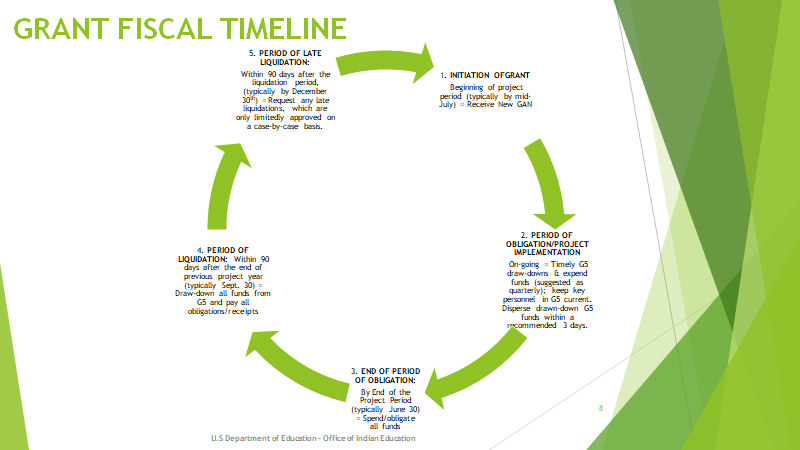 GRANT FISCAL TIMELINE
5. PERIOD OF LATE
LIQUIDATION:
Within 90 days after the
liquidation period,
(typically by December
30th) = Request any late
liquidations, which are
only limitedly approved on
a case-by-case basis.
1. INITIATION OF GRANT
Beginning of project
period (typically by mid-
July) = Receive New GAN
2. PERIOD OF
OBLIGATION/PROJECT
IMPLEMENTATION
On-going = Timely G5
draw-downs & expend
funds (suggested as
quarterly); keep key
personnel in G5 current.
Disperse drawn-down G5
funds within a
recommended 3 days.
3. END OF PERIOD
OF OBLIGATION:
By End of the
Project Period
(typically June 30)
= Spend/obligate
all funds
4. PERIOD OF
LIQUIDATION: Within 90
days after the end of
previous project year
(typically Sept. 30) =
Draw-down all funds from
G5 and pay all
obligations/receipts
U.S Department of Education - Office of Indian Education
8